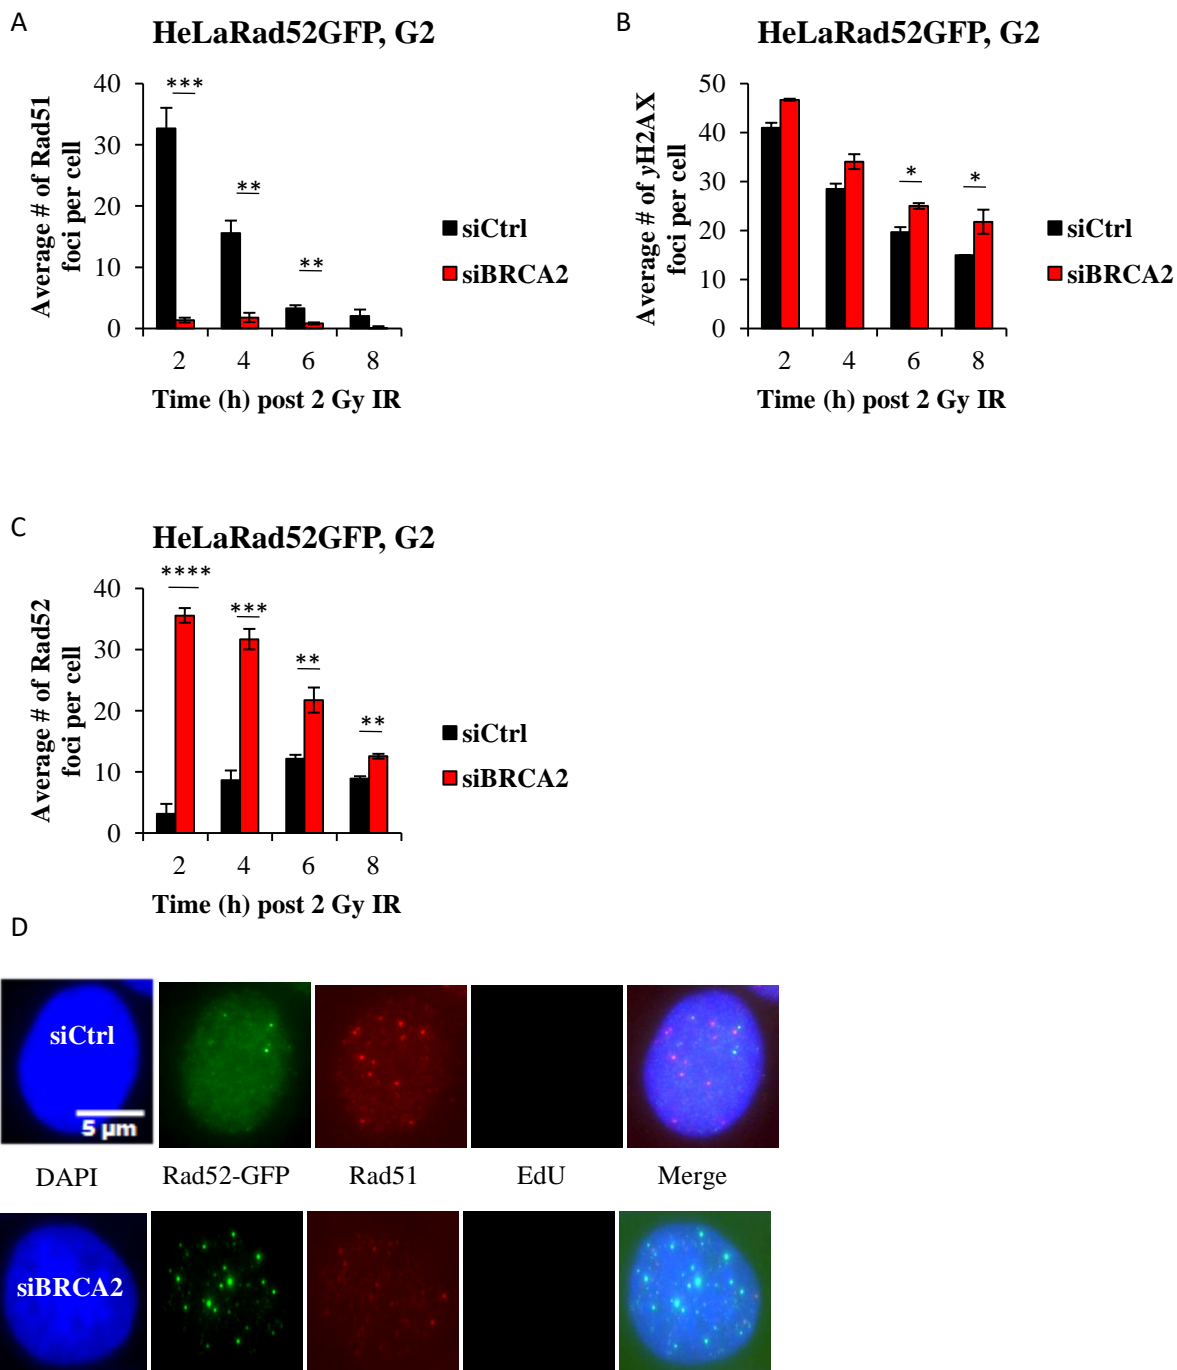 A
HeLaRad52GFP, G2
Average # of Rad51
foci per cell
40
30
20
10
0
***
**
**
2 4 6 8
Time (h) post 2 Gy IR
siCtrl
siBRCA2
B
HeLaRad52GFP, G2
Average # of γH2AX
foci per cell
50
40
30
20
10
0
*
*
2 4 6 8
Time (h) post 2 Gy IR
siCtrl
siBRCA2
C
HeLaRad52GFP, G2
Average # of Rad52
foci per cell
40
30
20
10
0
****
***
**
**
2 4 6 8
Time (h) post 2 Gy IR
siCtrl
siBRCA2
D
siCtrl
5 µm
DAPI Rad52-GFP Rad51 EdU Merge
siBRCA2